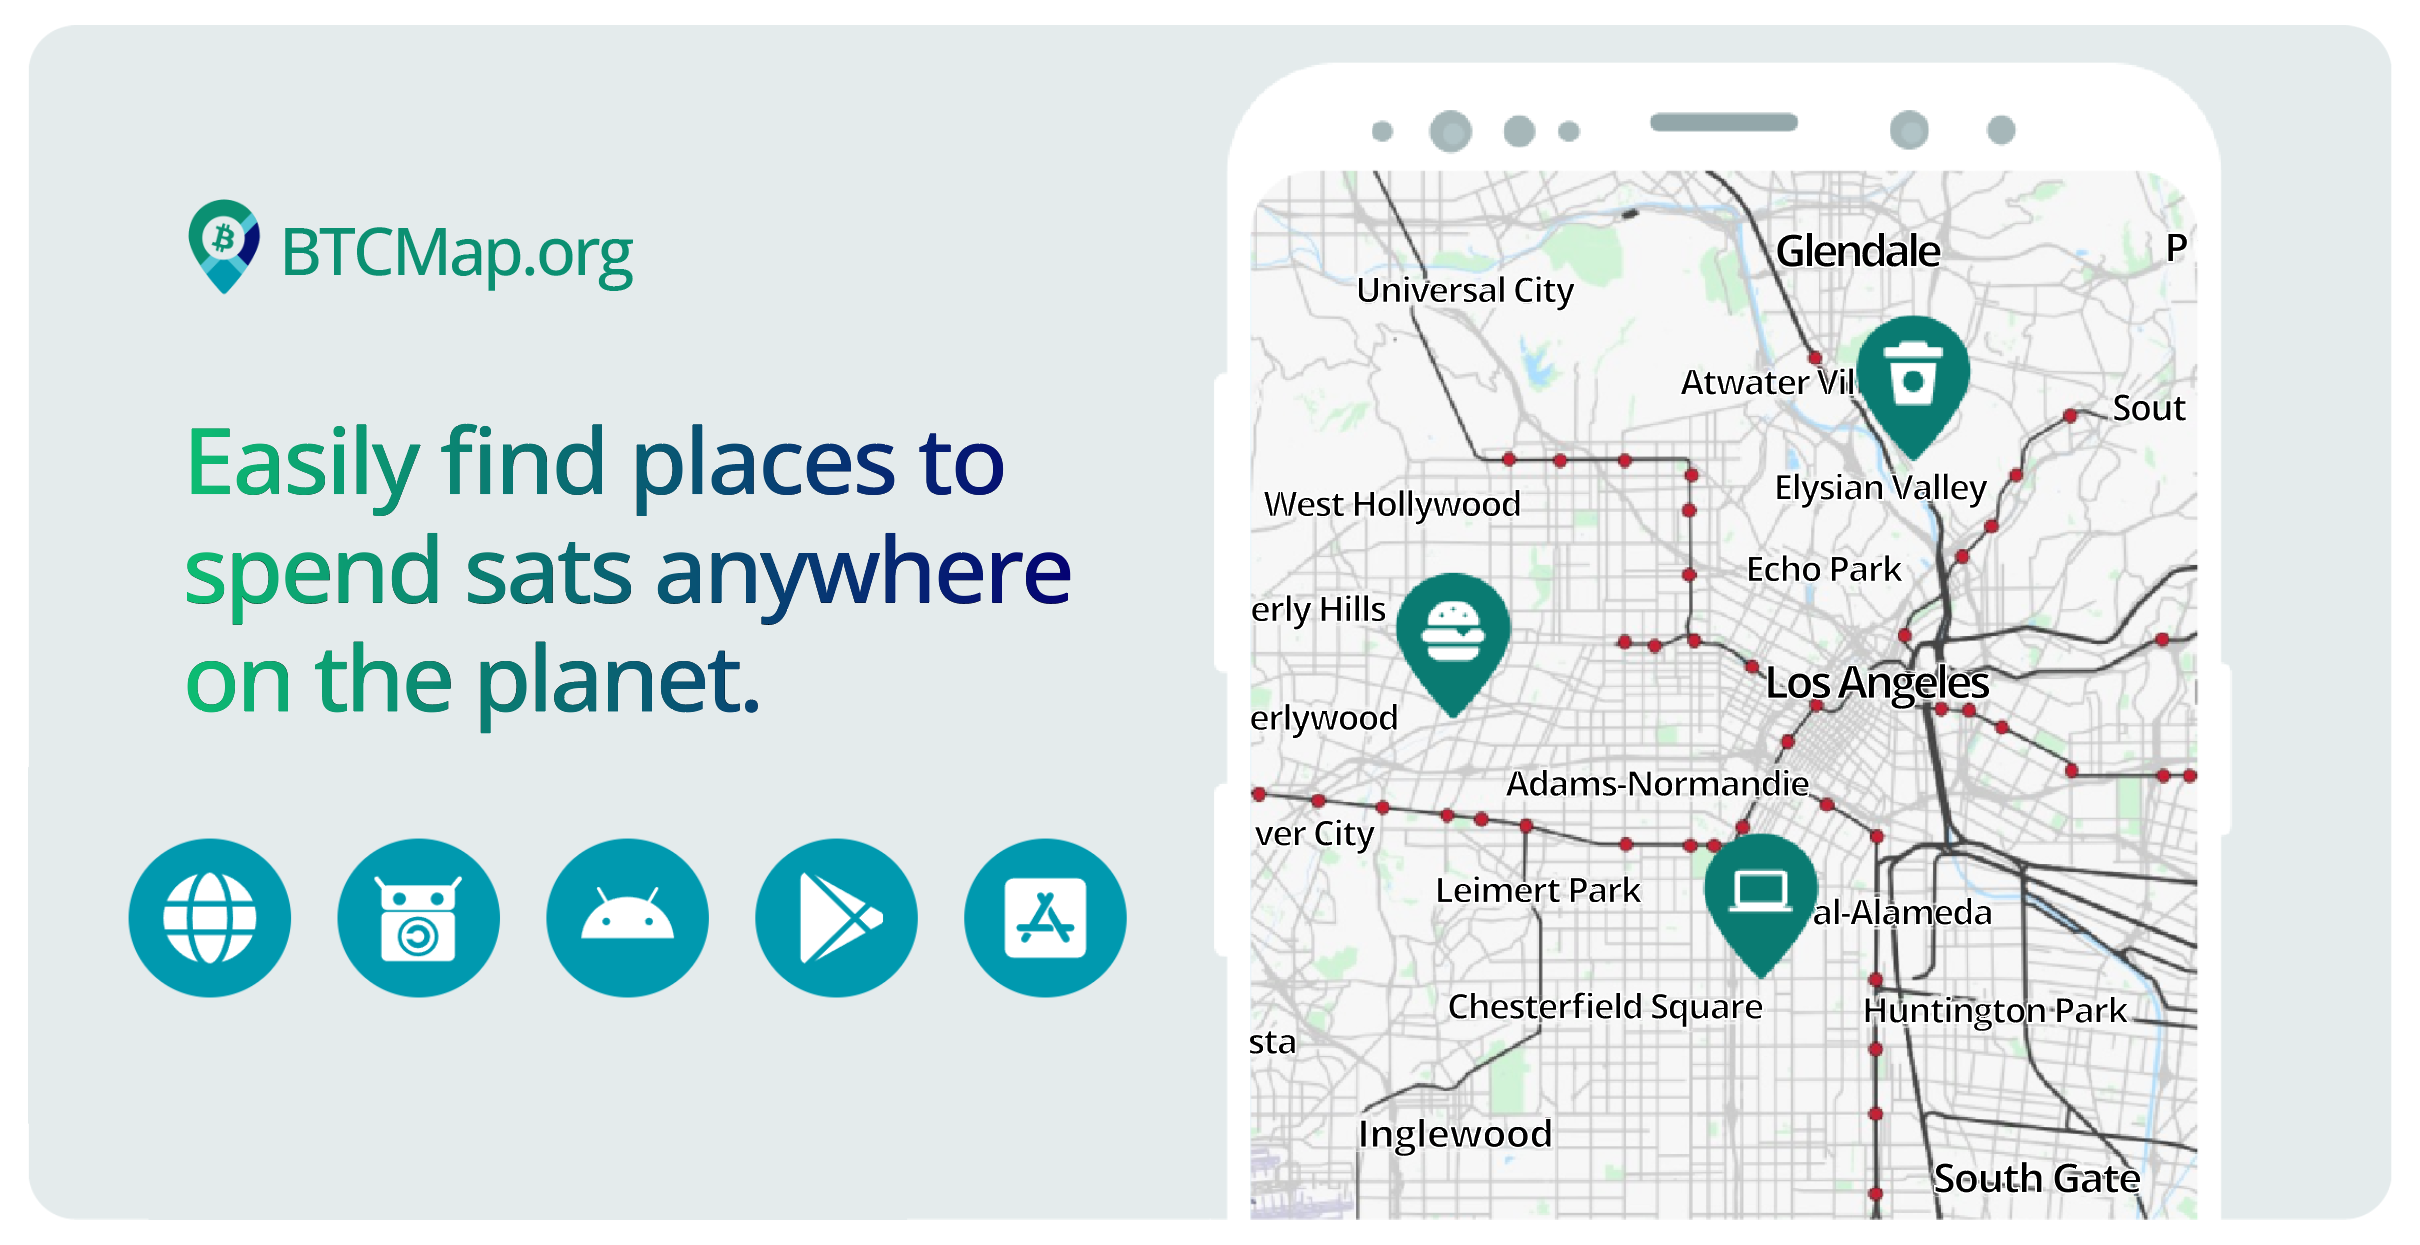 BTCMap.org
Easily find places to
spend sats anywhere
on the planet.
Glendale
P
Universal City
Atwater Vil
Sout
Elysian Valley
West Hollywood
Echo Park
erly Hills
Los Angeles
erlywood
Adams-Normandie
ver City
Leimert Park
al-Alameda
Chesterfield Square
Huntington Park
sta
Inglewood
South Gate